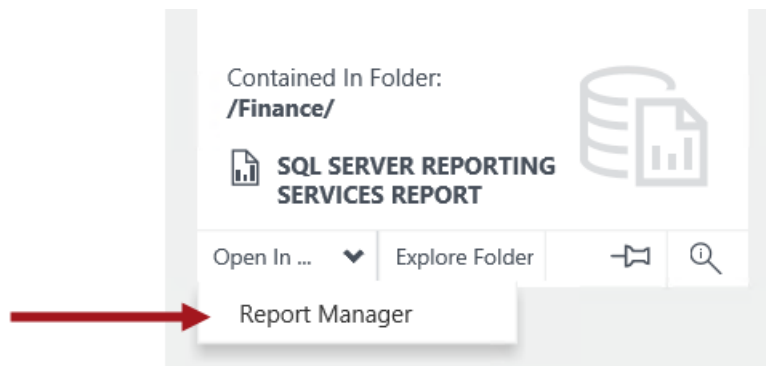 Contained In Folder:
/Finance/
SQL SERVER REPORTING
SERVICES REPORT
Open In ... Explore Folder
Report Manager